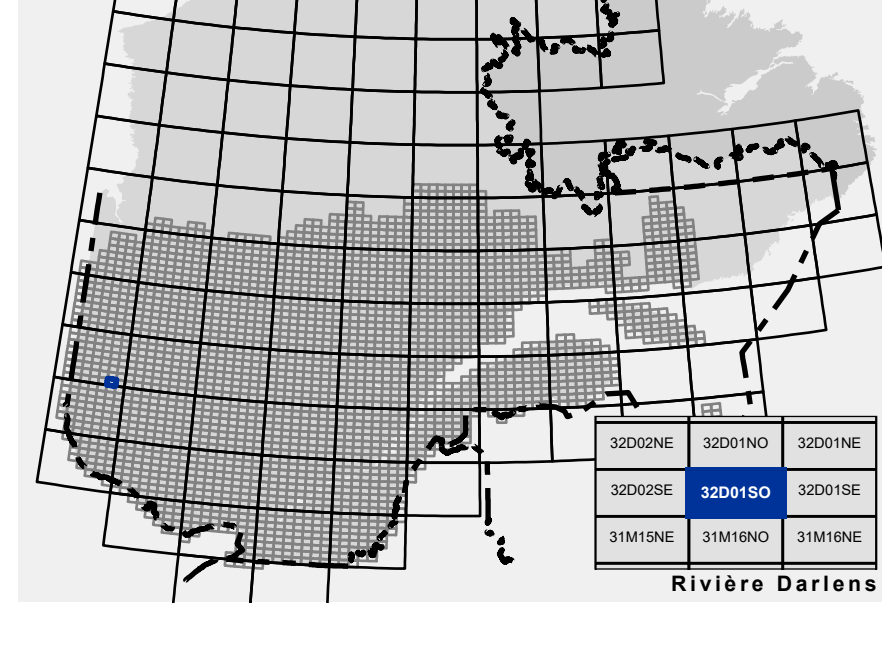 32D02NE 32D01NO 32D01NE
32D02SE 32D01SO 32D01SE
31M15NE 31M16NO 31M16NE
Rivière Darlens